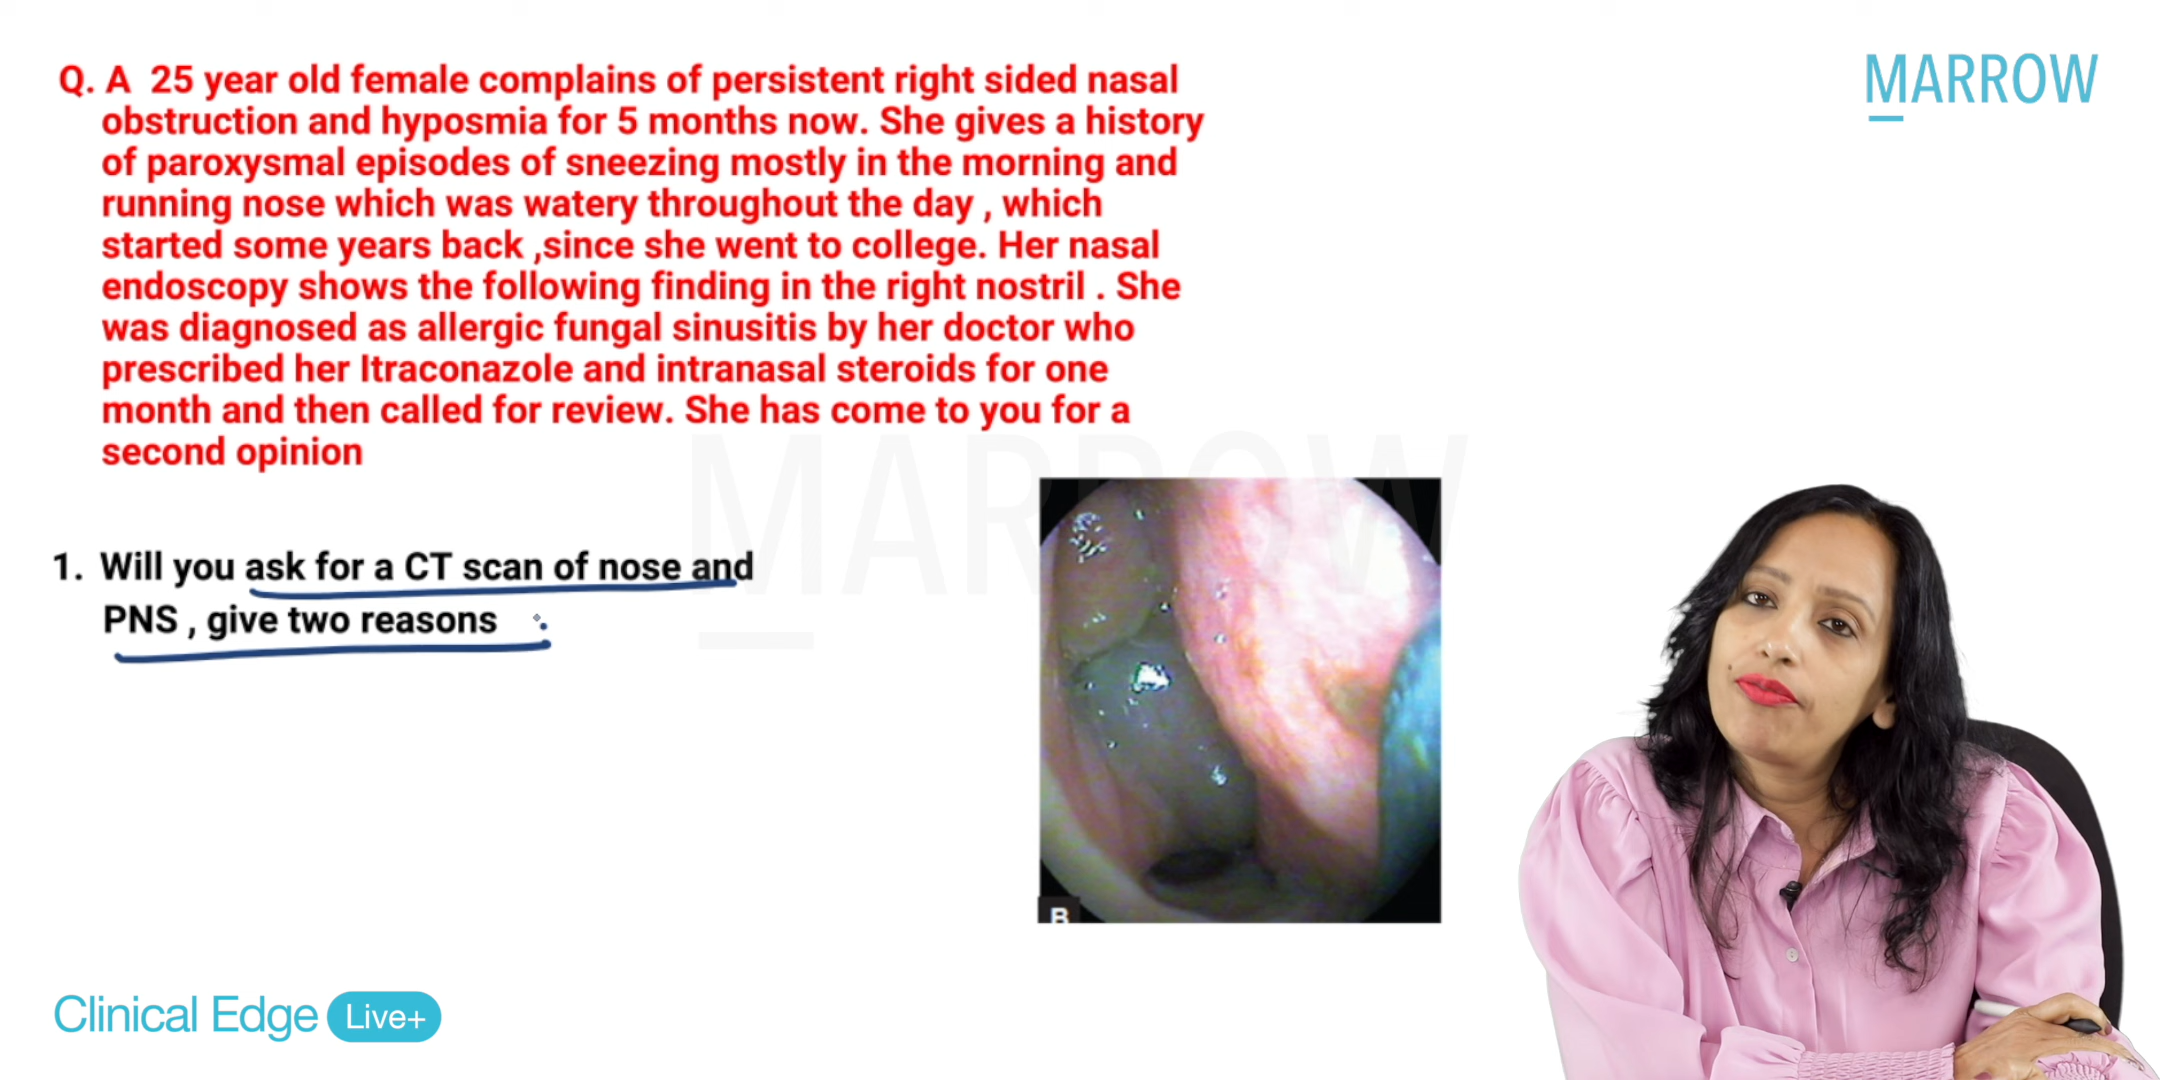 MARROW
Q. A 25 year old female complains of persistent right sided nasal
obstruction and hyposmia for 5 months now. She gives a history
of paroxysmal episodes of sneezing mostly in the morning and
running nose which was watery throughout the day , which
started some years back ,since she went to college. Her nasal
endoscopy shows the following finding in the right nostril . She
was diagnosed as allergic fungal sinusitis by her doctor who
prescribed her Itraconazole and intranasal steroids for one
month and then called for review. She has come to you for a
second opinion
MARROW
1. Will you ask for a CT scan of nose and
PNS , give two reasons
B
Clinical Edge Live+